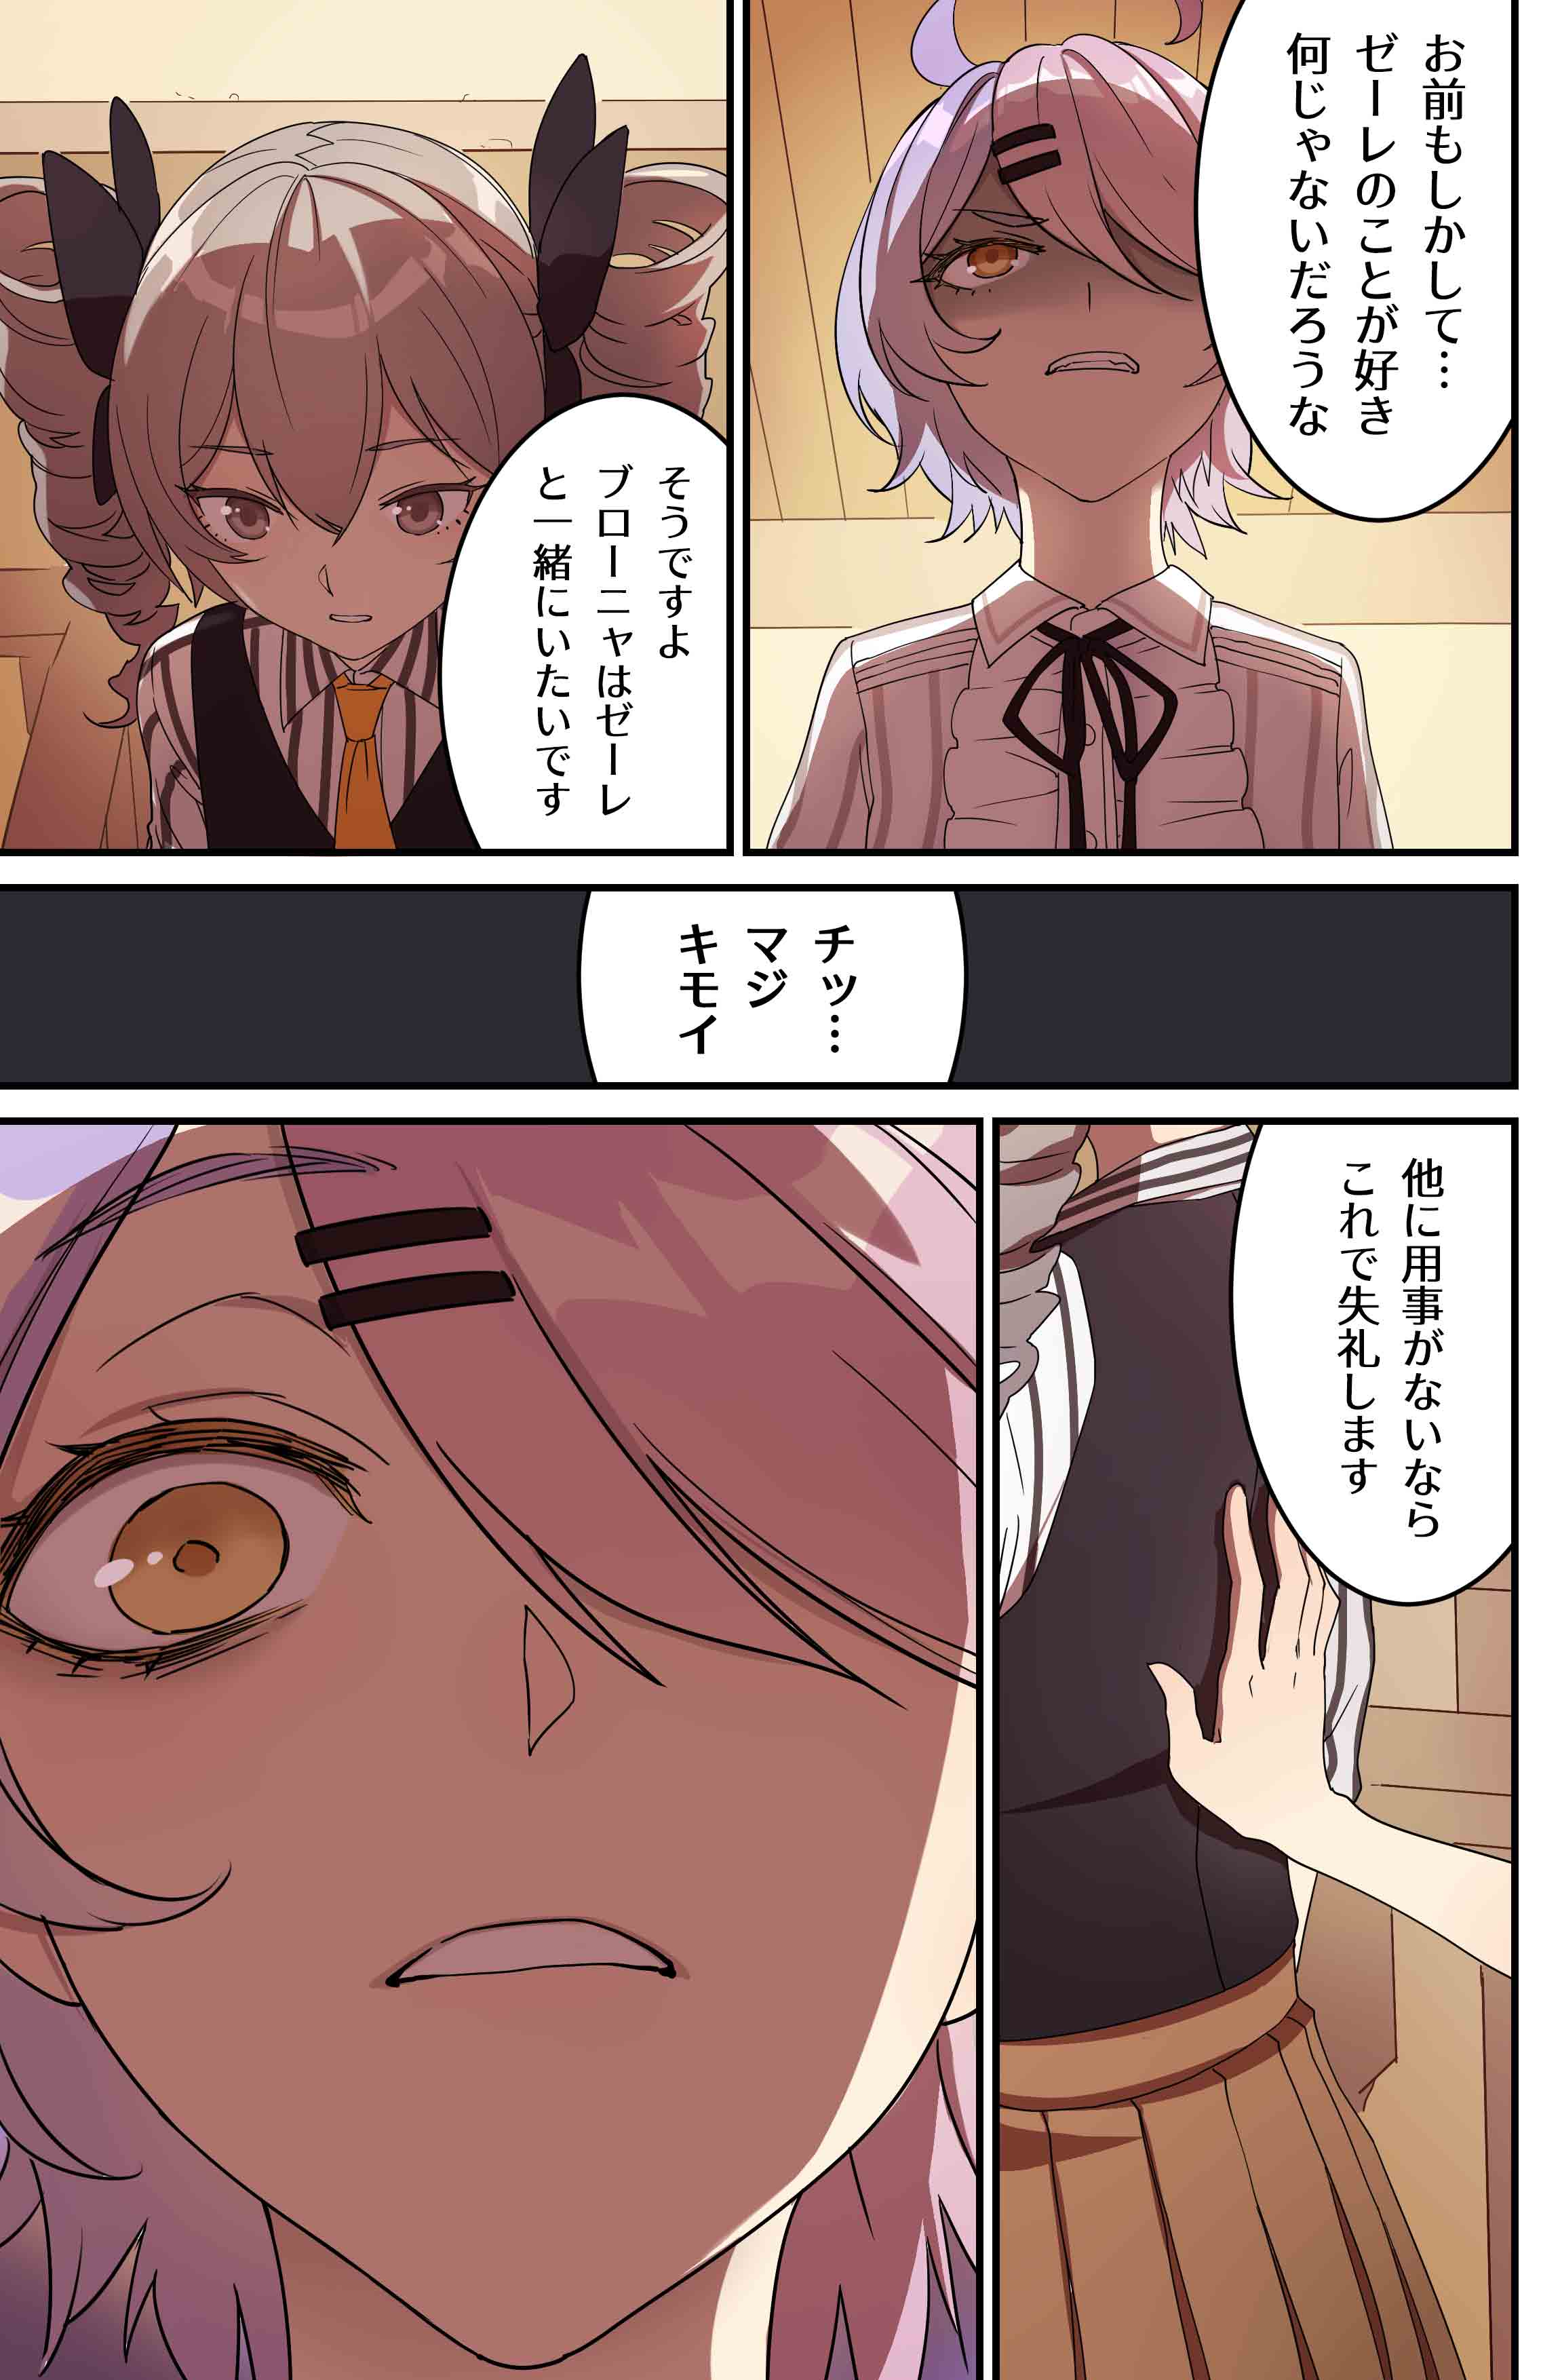 お前もしかして…
ゼーレのことが好き
何じゃないだろうな
そうですよ
ブローニャはゼーレ
と一緒にいたいです
チッ…
マジ
キモイ
他に用事がないなら
これで失礼します